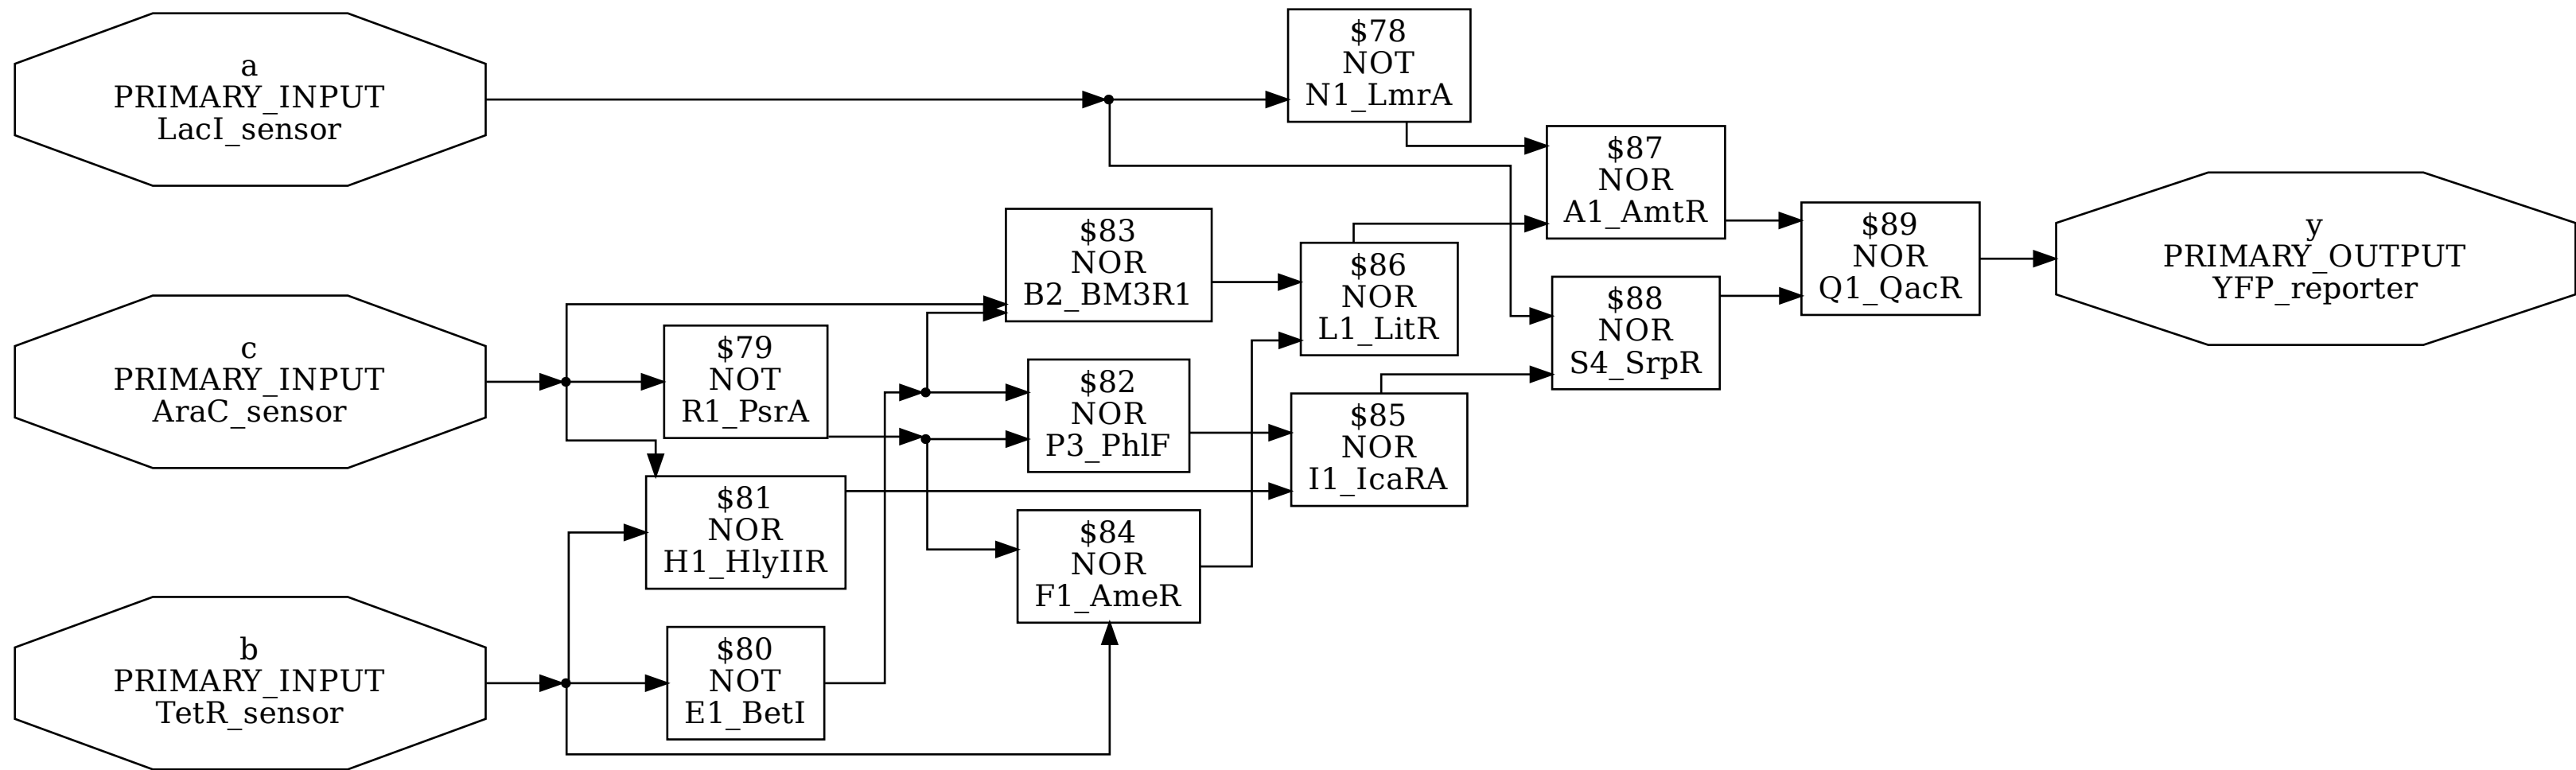 a
PRIMARY_INPUT
LacI_sensor
$78
NOT
N1_LmrA
$87
NOR
A1_AmtR
$83
NOR
B2_BM3R1
$86
NOR
L1_LitR
$89
NOR
Q1_QacR
y
PRIMARY_OUTPUT
YFP_reporter
$88
NOR
S4_SrpR
c
PRIMARY_INPUT
AraC_sensor
$79
NOT
R1_PsrA
$82
NOR
P3_PhlF
$85
NOR
I1_IcaRA
$81
NOR
H1_HlyIIR
$84
NOR
F1_AmeR
b
PRIMARY_INPUT
TetR_sensor
$80
NOT
E1_BetI